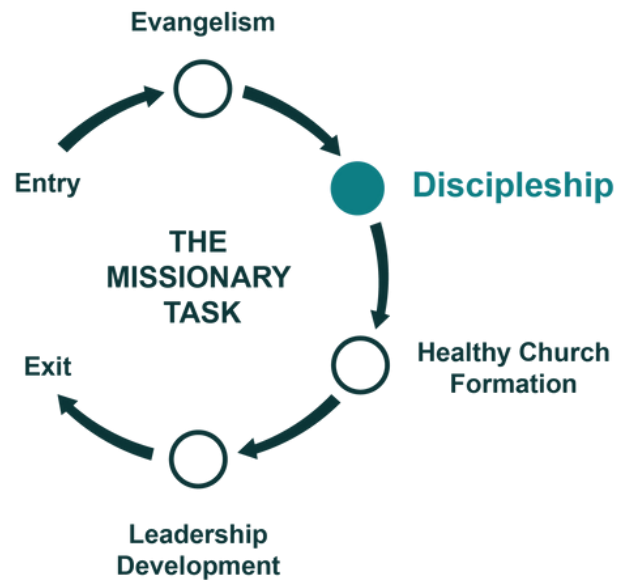 Evangelism
Entry
Discipleship
THE
MISSIONARY
TASK
Healthy Church
Formation
Exit
Leadership
Development